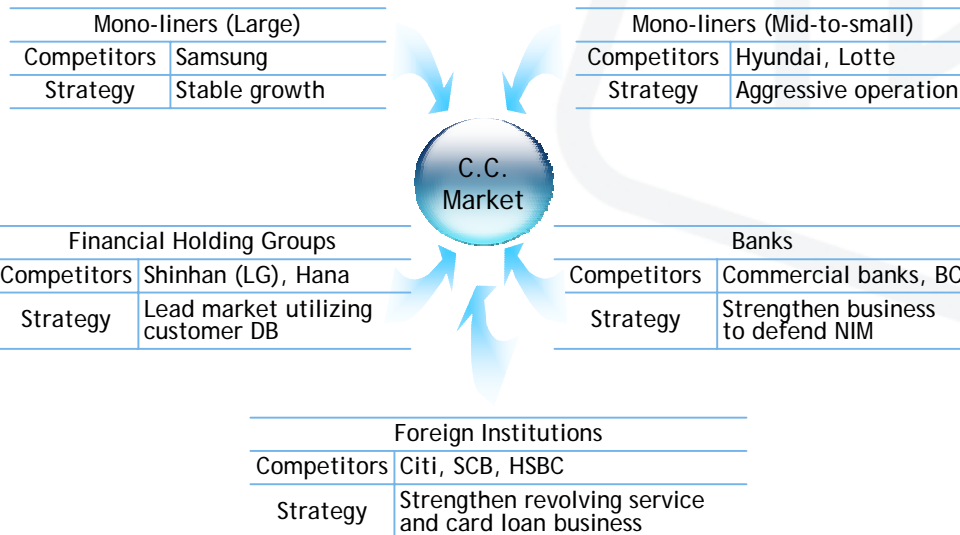 Mono-liners (Large)
Competitors Samsung
Strategy Stable growth
Mono-liners (Mid-to-small)
Competitors Hyundai, Lotte
Strategy Aggressive operation
C.C.
Market
Financial Holding Groups
Competitors Shinhan (LG), Hana
Strategy Lead market utilizing
customer DB
Banks
Competitors Commercial banks, BC
Strategy Strengthen business
to defend NIM
Foreign Institutions
Competitors Citi, SCB, HSBC
Strategy Strengthen revolving service
and card loan business